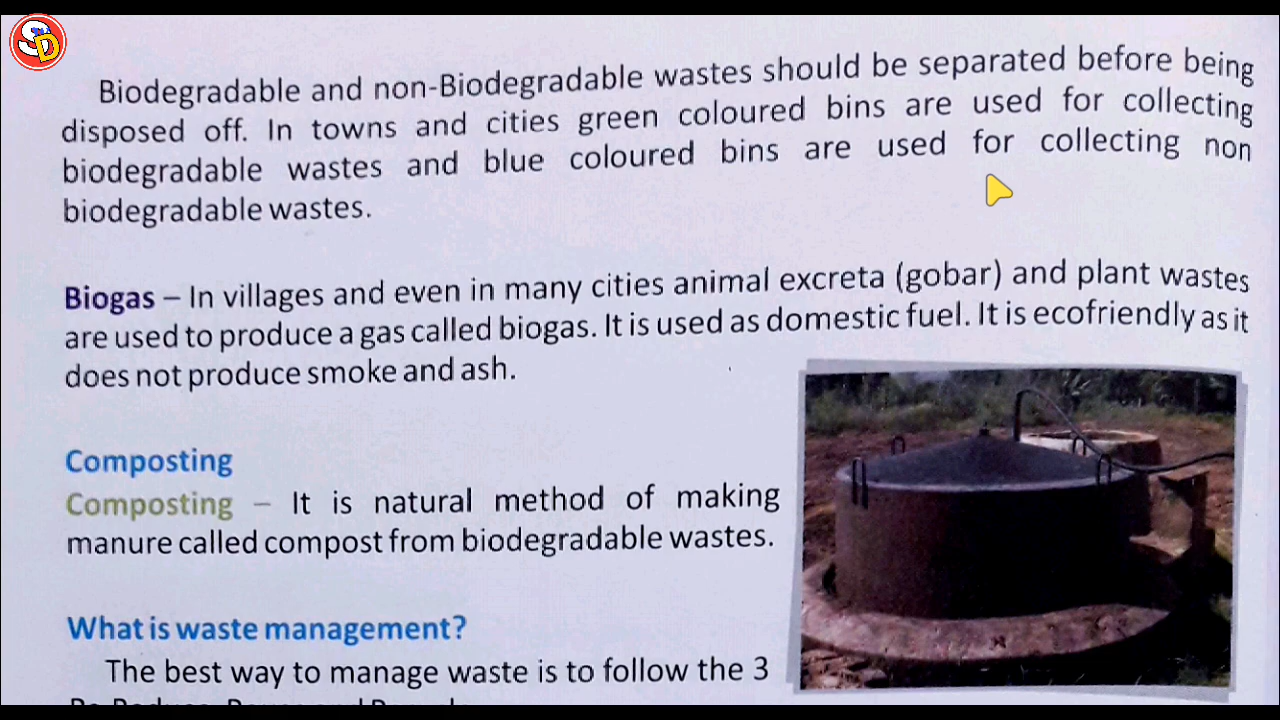 SD
Biodegradable and non-Biodegradable wastes should be separated before being
disposed off. In towns and cities green coloured bins are used for collecting
biodegradable wastes and blue coloured bins are used for collecting non
biodegradable wastes.
Biogas – In villages and even in many cities animal excreta (gobar) and plant wastes
are used to produce a gas called biogas. It is used as domestic fuel. It is ecofriendly as it
does not produce smoke and ash.
Composting
Composting – It is natural method of making
manure called compost from biodegradable wastes.
What is waste management?
The best way to manage waste is to follow the 3